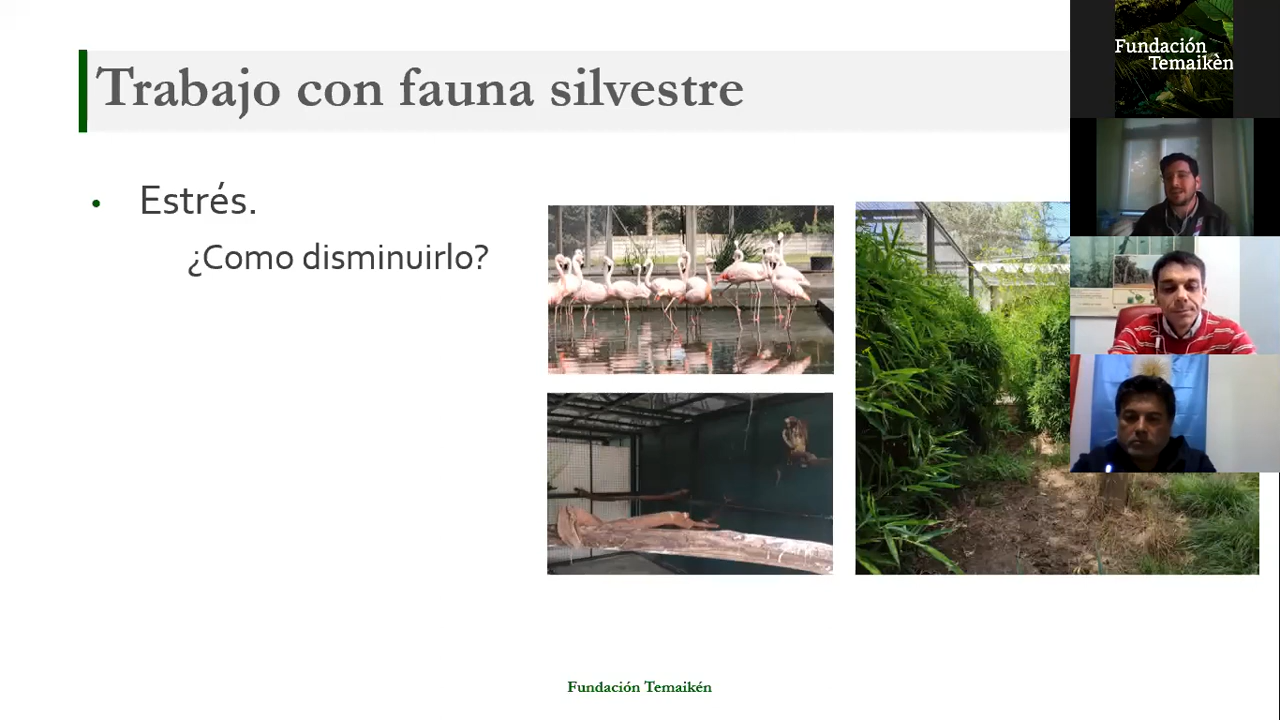 Trabajo con fauna silvestre
• Estrés.
¿Como disminuirlo?
Fundación
Temaikèn
Fundación Temaikén